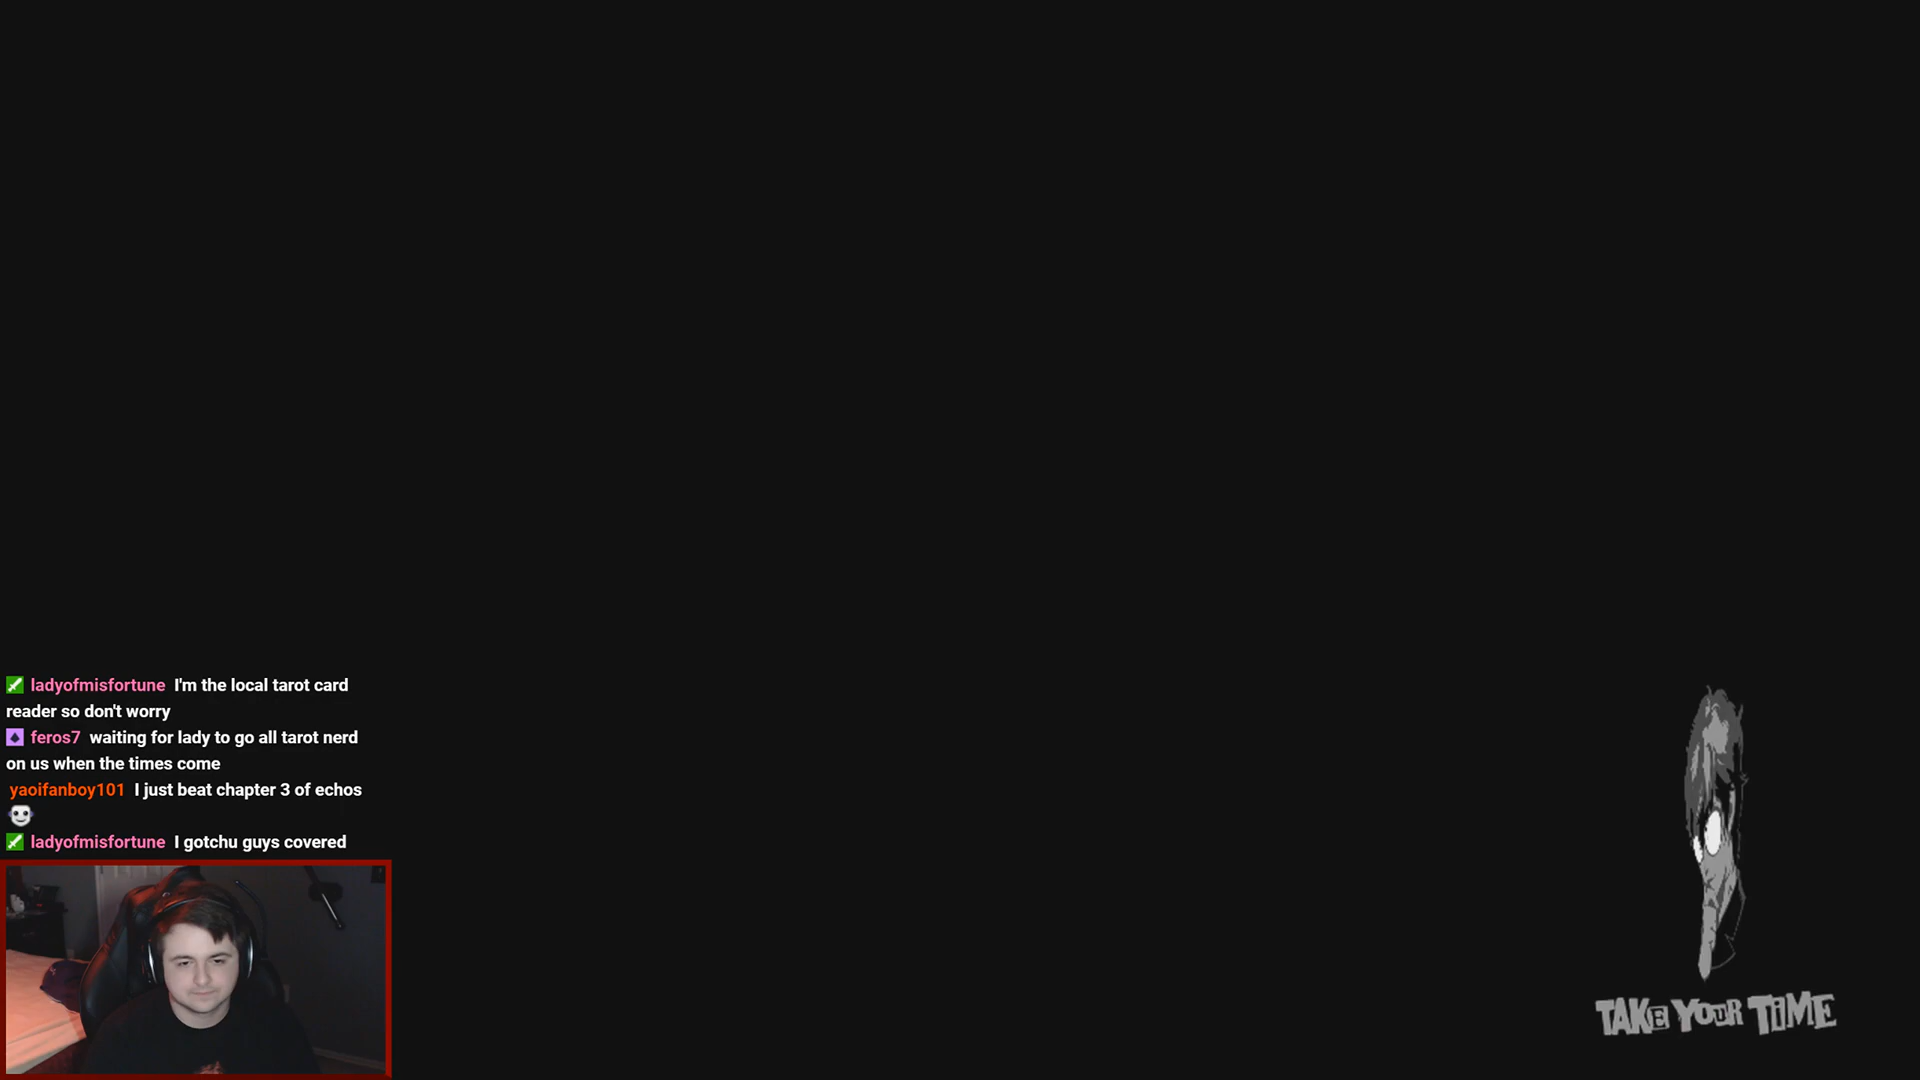 ladyofmisfortune I'm the local tarot card
reader so don't worry
feros7 waiting for lady to go all tarot nerd
on us when the times come
yaoifanboy101 I just beat chapter 3 of echos
ladyofmisfortune I gotchu guys covered
TAKE YOUR TIME